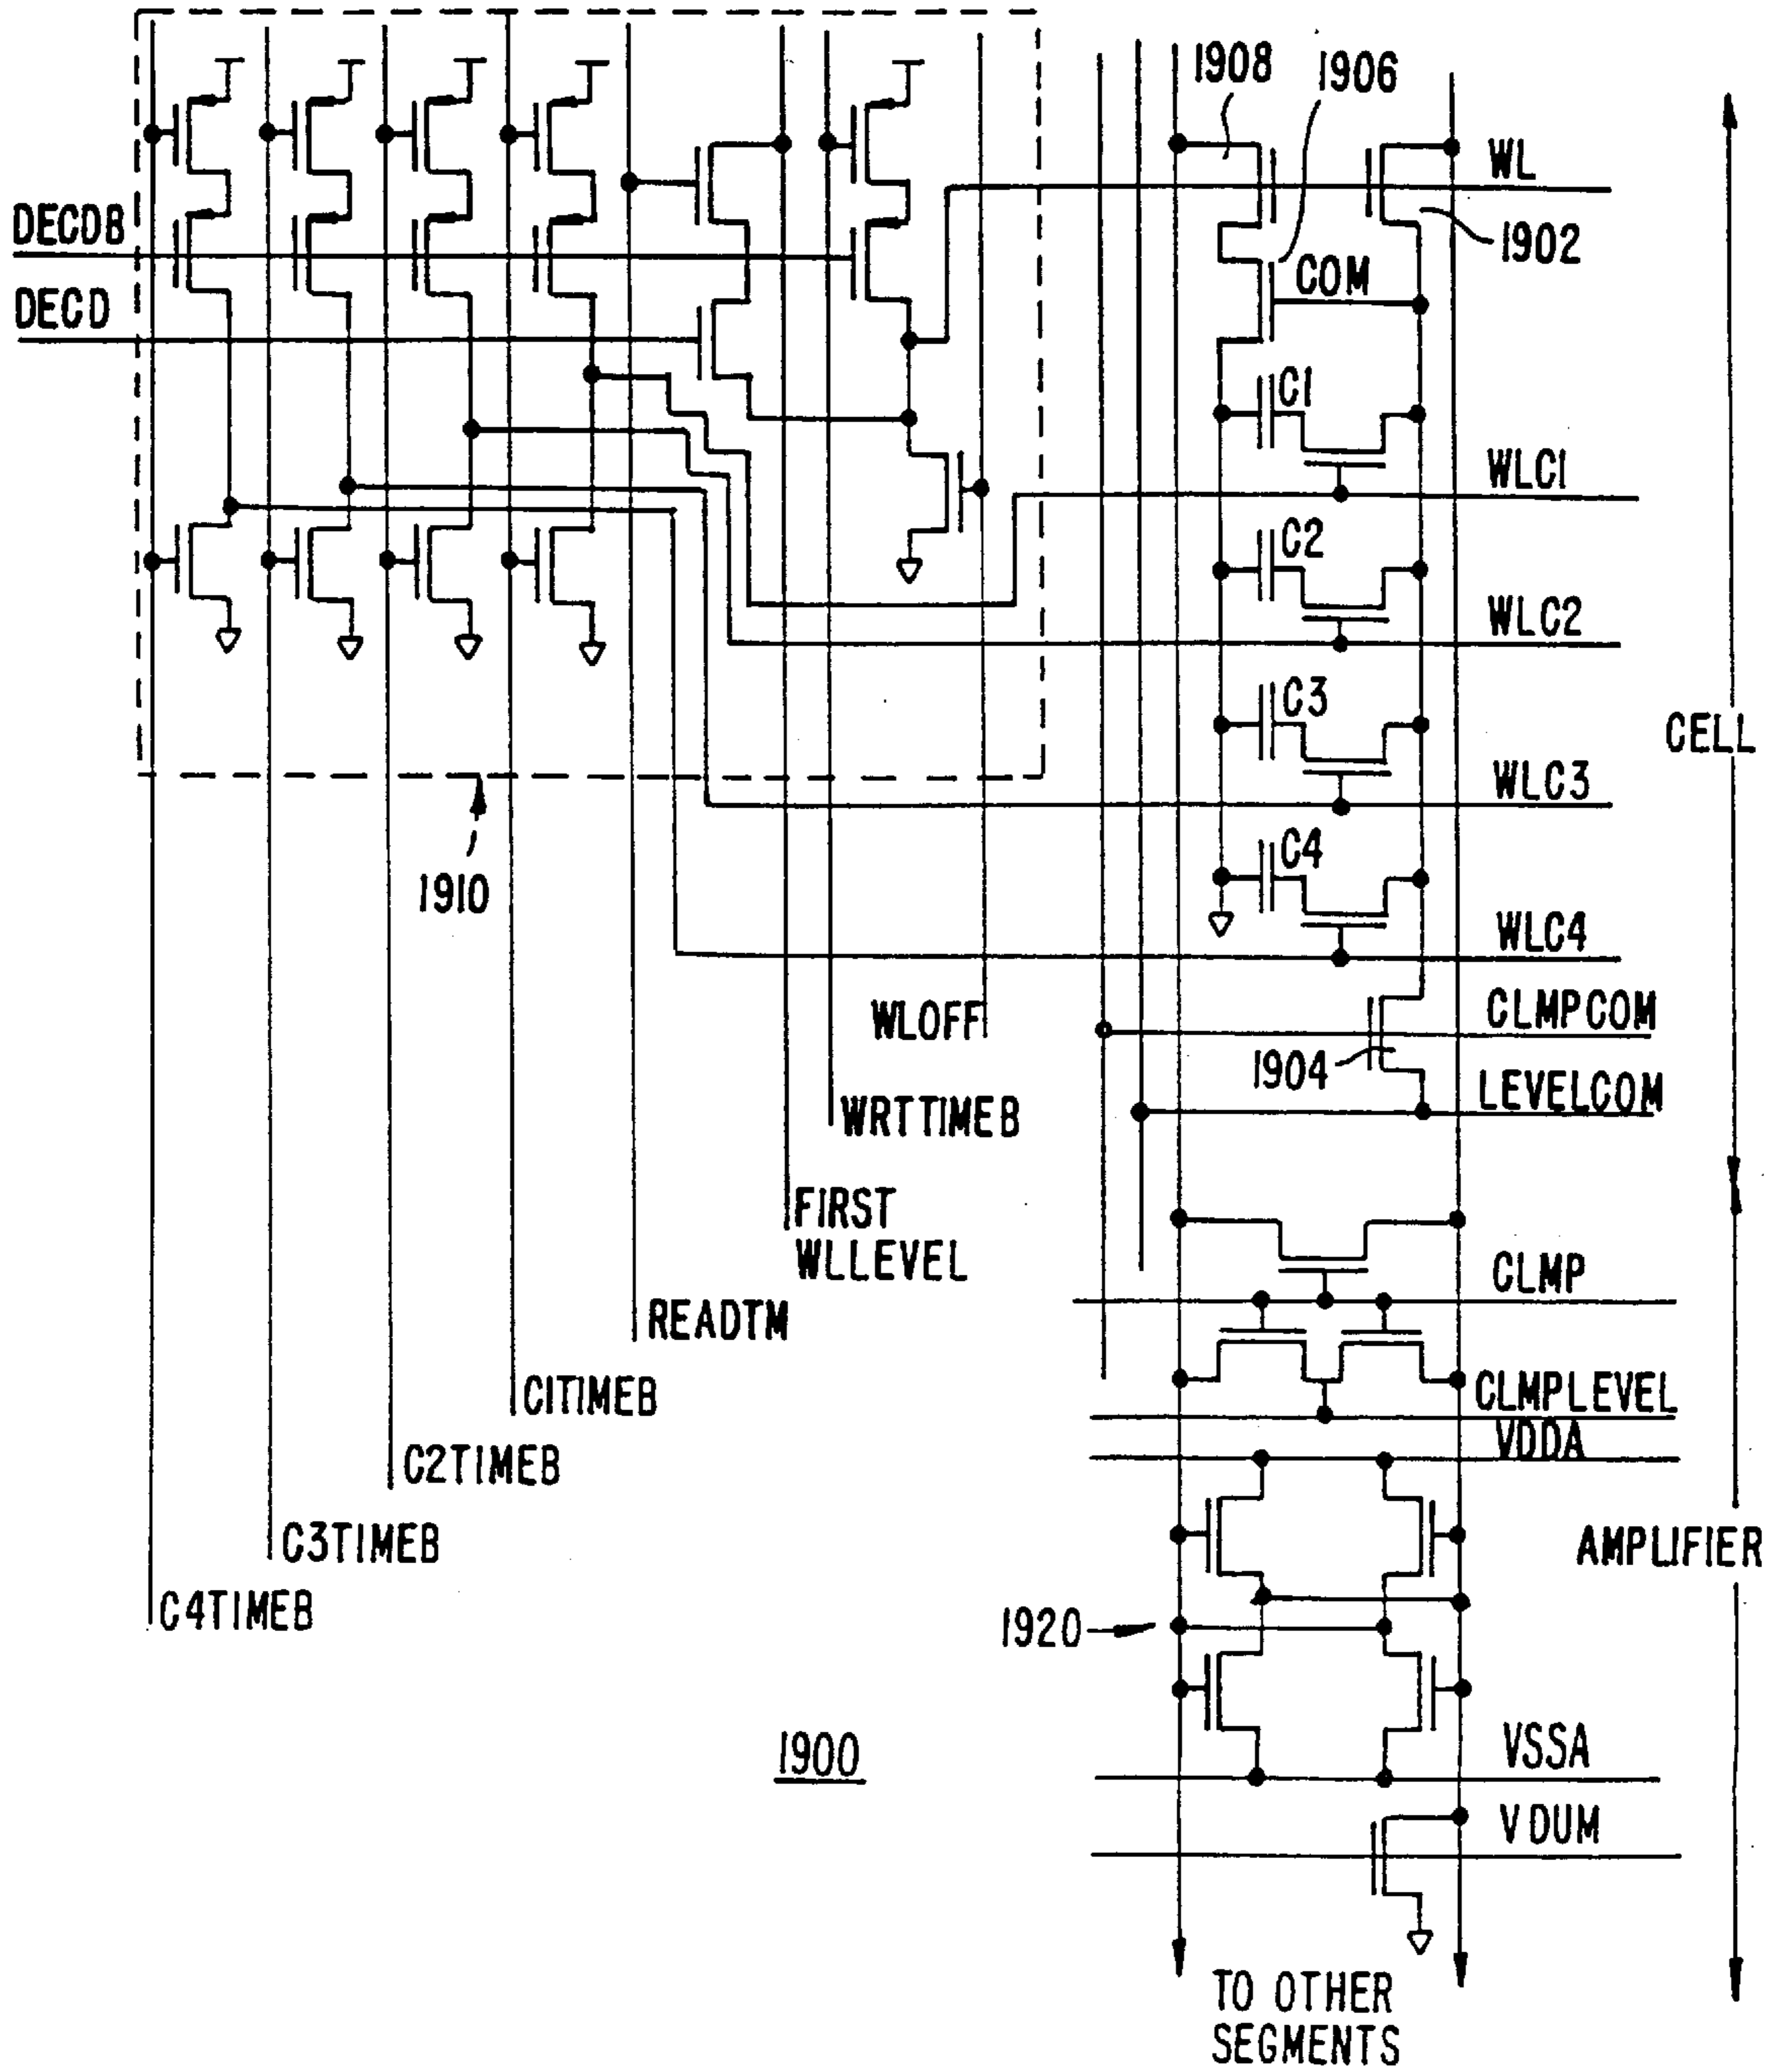 1908
1906
WL
DECDB
1902
COM
DECD
C1
WLC1
C2
WLC2
C3
CELL
WLC3
C4
1910
WLC4
WLOFF
CLMPCOM
1904
LEVELCOM
WRTTIMEB
FIRST
WLLEVEL
CLMP
READTM
C1TIMEB
CLMPLEVEL
VDDA
C2TIMEB
C3TIMEB
AMPLIFIER
C4TIMEB
1920
1900
VSSA
VDUM
TO OTHER
SEGMENTS